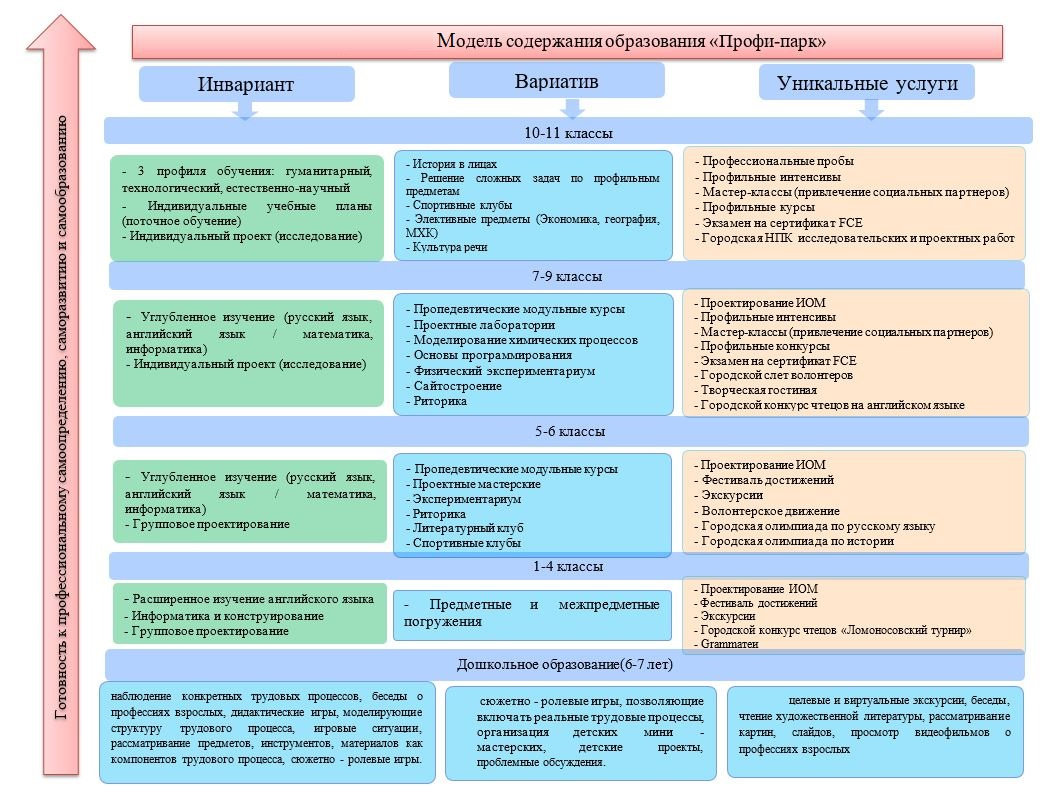 Модель содержания образования «Профи-парк»
Инвариант
Вариатив
Уникальные услуги
Готовность к профессиональному самоопределению, саморазвитию и самообразованию
10-11 классы
- 3 профиля обучения: гуманитарный,
технологический, естественно-научный
- Индивидуальные учебные планы
(поточное обучение)
- Индивидуальный проект (исследование)
- История в лицах
- Решение сложных задач по профильным
предметам
- Спортивные клубы
- Элективные предметы (Экономика, география,
МХК)
- Культура речи
- Профессиональные пробы
- Профильные интенсивы
- Мастер-классы (привлечение социальных партнеров)
- Профильные курсы
- Экзамен на сертификат FCE
- Городская НПК исследовательских и проектных работ
7-9 классы
- Углубленное изучение (русский язык,
английский язык / математика,
информатика)
- Индивидуальный проект (исследование)
- Пропедевтические модульные курсы
- Проектные лаборатории
- Моделирование химических процессов
- Основы программирования
- Физический экспериментариум
- Сайтостроение
- Риторика
- Проектирование ИОМ
- Профильные интенсивы
- Мастер-классы (привлечение социальных партнеров)
- Профильные конкурсы
- Экзамен на сертификат FCE
- Городской слет волонтеров
- Творческая гостиная
- Городской конкурс чтецов на английском языке
5-6 классы
- Углубленное изучение (русский язык,
английский язык / математика,
информатика)
- Групповое проектирование
- Пропедевтические модульные курсы
- Проектные мастерские
- Экспериментариум
- Риторика
- Литературный клуб
- Спортивные клубы
- Проектирование ИОМ
- Фестиваль достижений
- Экскурсии
- Волонтерское движение
- Городская олимпиада по русскому языку
- Городская олимпиада по истории
1-4 классы
- Расширенное изучение английского языка
- Информатика и конструирование
- Групповое проектирование
- Предметные и межпредметные
погружения
- Проектирование ИОМ
- Фестиваль достижений
- Экскурсии
- Городской конкурс чтецов «Ломоносовский турнир»
- Grammатеи
Дошкольное образование(6-7 лет)
наблюдение конкретных трудовых процессов, беседы о
профессиях взрослых, дидактические игры, моделирующие
структуру трудового процесса, игровые ситуации,
рассматривание предметов, инструментов, материалов как
компонентов трудового процесса, сюжетно - ролевые игры.
сюжетно - ролевые игры, позволяющие
включать реальные трудовые процессы,
организация детских мини -
мастерских, детские проекты,
проблемные обсуждения.
целевые и виртуальные экскурсии, беседы,
чтение художественной литературы, рассматривание
картин, слайдов, просмотр видеофильмов о
профессиях взрослых